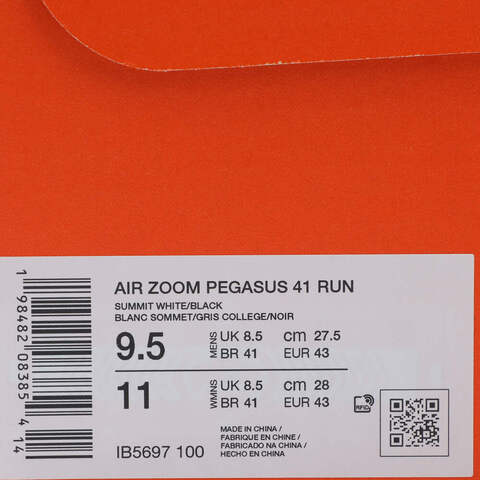 AIR ZOOM PEGASUS 41 RUN
SUMMIT WHITE/BLACK
BLANC SOMMET/GRIS COLLEGE/NOIR
9.5 MENS UK 8.5 cm 27.5
BR 41 EUR 43
11 WMNS UK 8.5 cm 28
BR 41 EUR 43
RFID
IB5697 100
MADE IN CHINA /
FABRIQUE EN CHINE /
FABRICADO NA CHINA /
HECHO EN CHINA
1 98482 08385 4 14